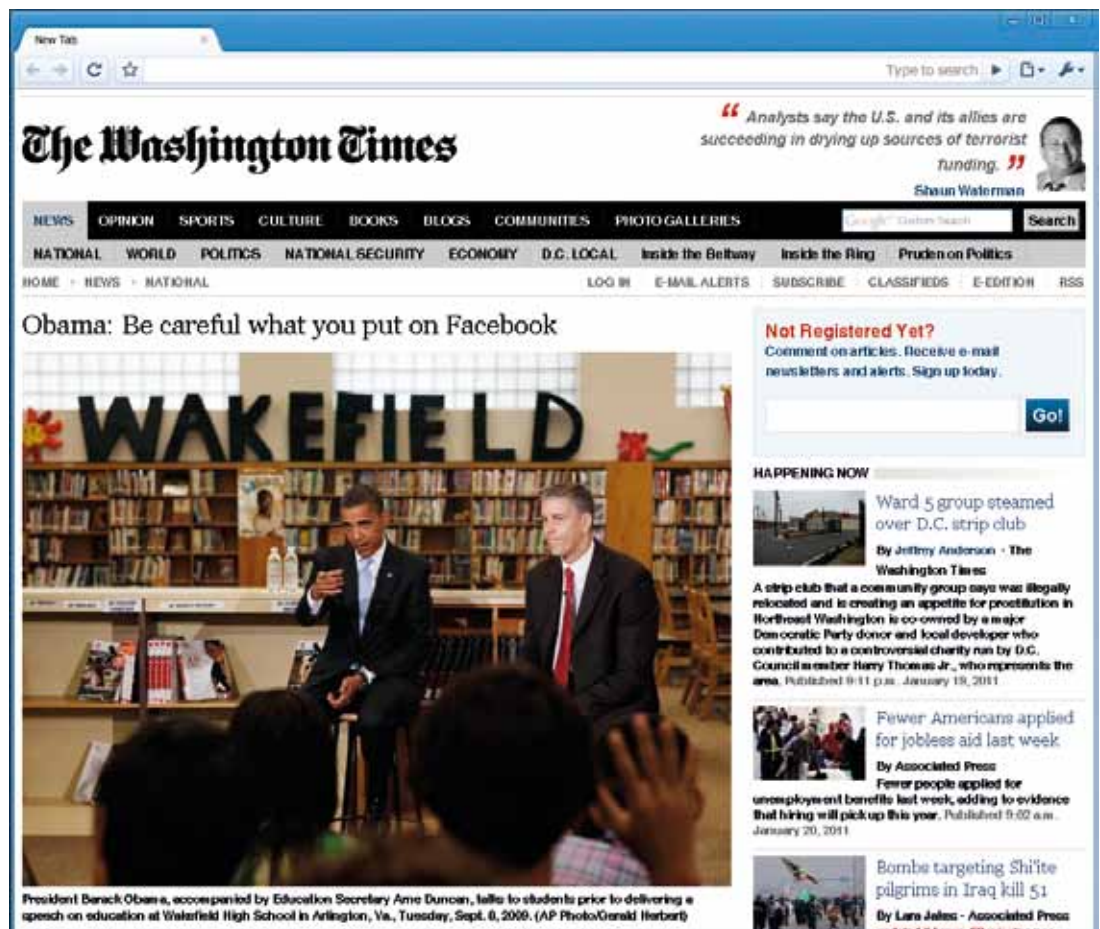 New Tab
Type to search
The Washington Times
“ Analysts say the U.S. and its allies are
succeeding in drying up sources of terrorist
funding. ”
Shaun Waterman
NEWS OPINION SPORTS CULTURE BOOKS BLOGS COMMUNITIES PHOTO GALLERIES Google Custom Search Search
NATIONAL WORLD POLITICS NATIONAL SECURITY ECONOMY D.C. LOCAL Inside the Beltway Inside the Ring Pruden on Politics
HOME NEWS NATIONAL LOG IN E-MAIL ALERTS SUBSCRIBE CLASSIFIEDS E-EDITION RSS
Obama: Be careful what you put on Facebook
WAKEFIELD
President Barack Obama, accompanied by Education Secretary Arne Duncan, talks to students prior to delivering a
speech on education at Wakefield High School in Arlington, Va., Tuesday, Sept. 8, 2009. (AP Photo/Gerald Herbert)
Not Registered Yet?
Comment on articles. Receive e-mail
newsletters and alerts. Sign up today.
Go!
HAPPENING NOW
Ward 5 group steamed
over D.C. strip club
By Jeffrey Anderson - The
Washington Times
A strip club that a community group says was illegally
relocated and is creating an appetite for prostitution in
Northeast Washington is co-owned by a major
Democratic Party donor and local developer who
contributed to a controversial charity run by D.C.
Council member Harry Thomas Jr., who represents the
area. Published 9:11 p.m. January 19, 2011
Fewer Americans applied
for jobless aid last week
By Associated Press
Fewer people applied for
unemployment benefits last week, adding to evidence
that hiring will pick up this year. Published 9:02 a.m.
January 20, 2011
Bombs targeting Shi'ite
pilgrims in Iraq kill 51
By Lara Jakes - Associated Press